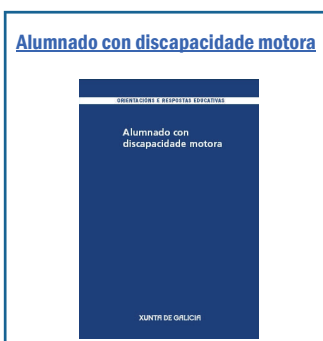 Alumnado con discapacidade motora
ORIENTACIÓNS E RESPOSTAS EDUCATIVAS
Alumnado con
discapacidade motora
XUNTA DE GALICIA